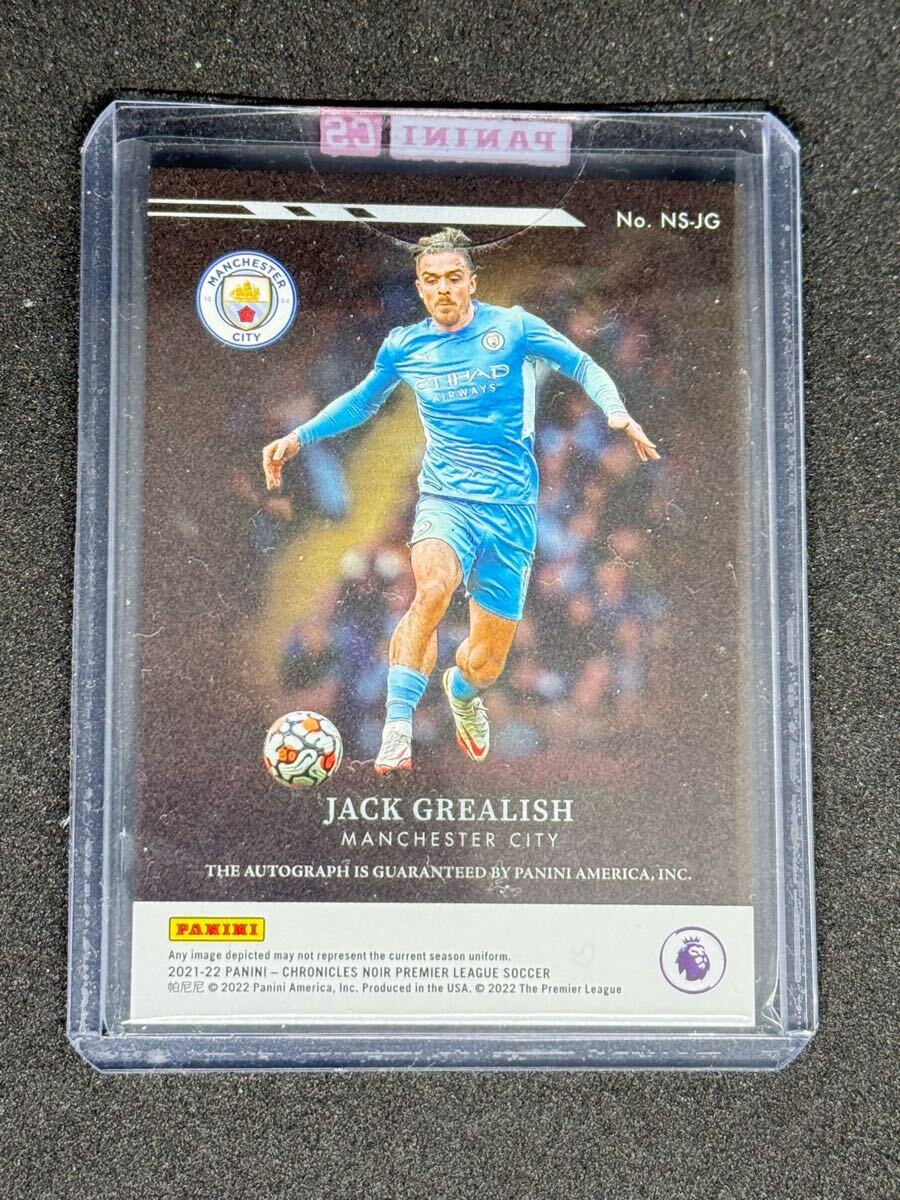 PANINI
No. NS-JG
MANCHESTER
18 94
CITY
ETIHAD
AIRWAYS
JACK GREALISH
MANCHESTER CITY
THE AUTOGRAPH IS GUARANTEED BY PANINI AMERICA, INC.
PANINI
Any image depicted may not represent the current season uniform.
2021-22 PANINI – CHRONICLES NOIR PREMIER LEAGUE SOCCER
帕尼尼 © 2022 Panini America, Inc. Produced in the USA. © 2022 The Premier League